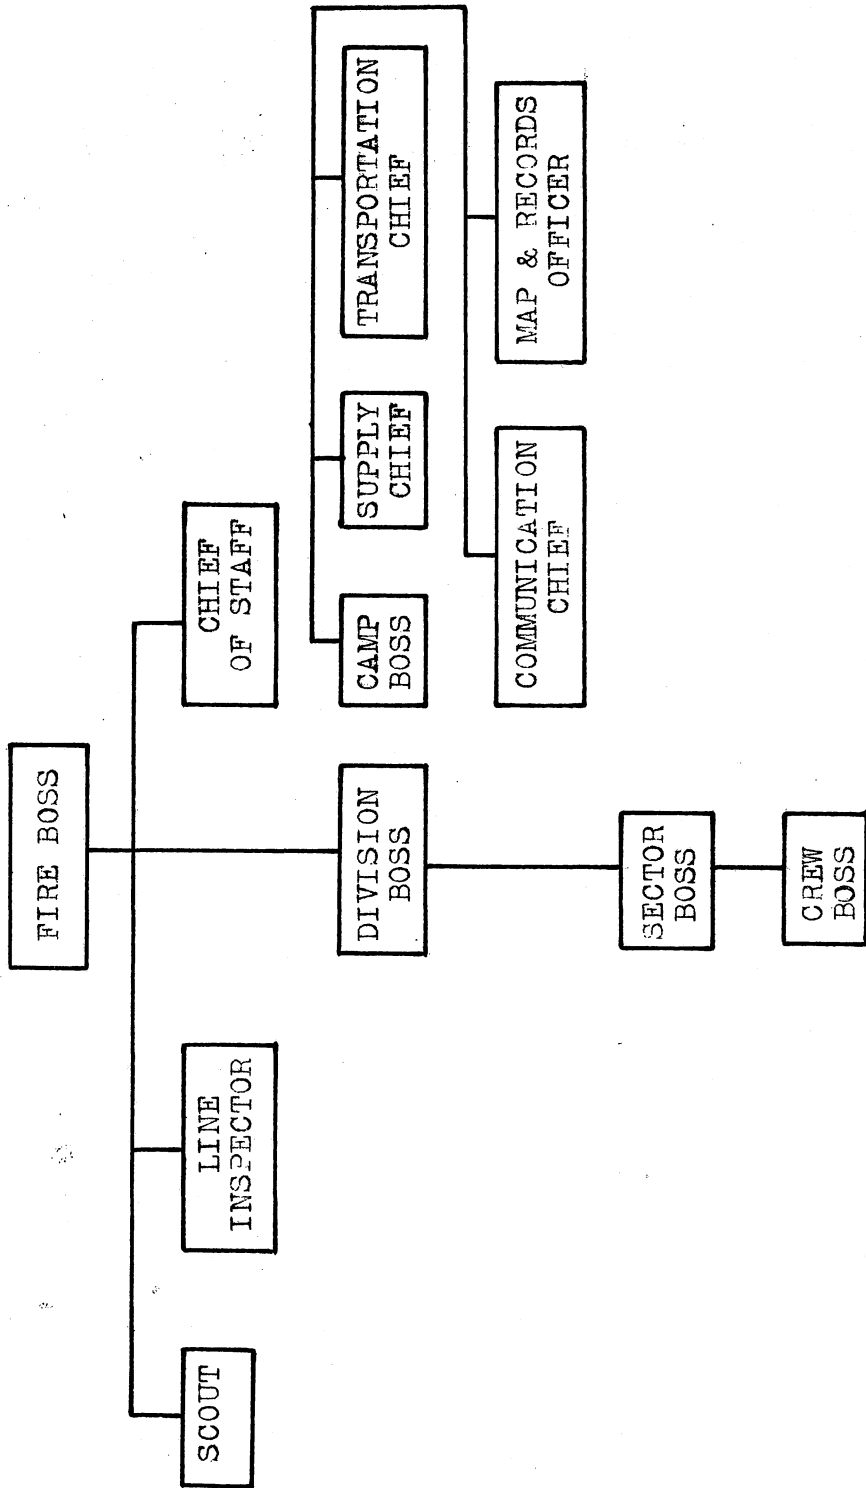 FIRE BOSS
SCOUT
LINE
INSPECTOR
CHIEF
OF STAFF
DIVISION
BOSS
CAMP
BOSS
SUPPLY
CHIEF
TRANSPORTATION
CHIEF
COMMUNICATION
CHIEF
MAP & RECORDS
OFFICER
SECTOR
BOSS
CREW
BOSS